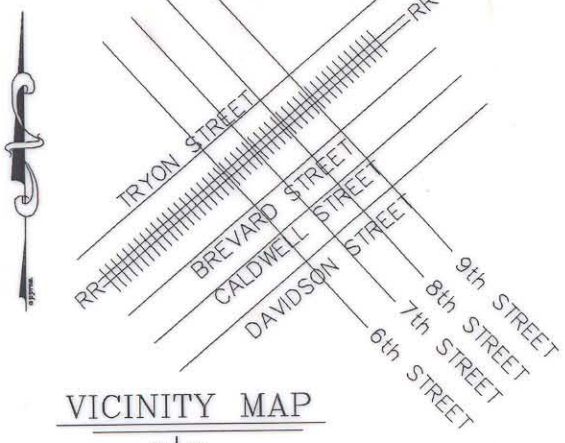 RR
TRYON STREET
BREVARD STREET
CALDWELL STREET
DAVIDSON STREET
RR
9th STREET
8th STREET
7th STREET
6th STREET
approx.
VICINITY MAP